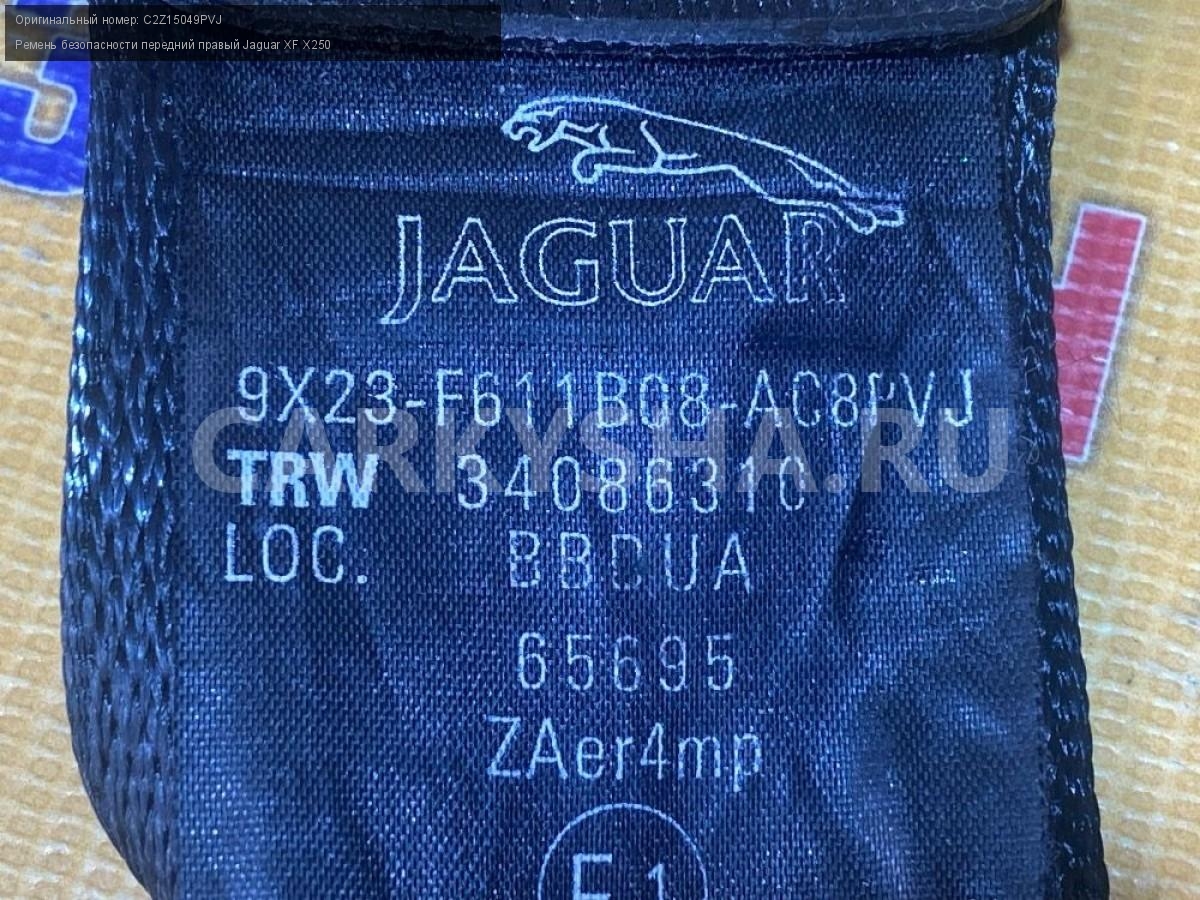 Оригинальный номер: C2Z15049PVJ
Ремень безопасности передний правый Jaguar XF X250
JAGUAR
9X23-F611B08-AC8PVJ
CARKYSHA.RU
TRW 34086310
LOC. BBDUA
65695
ZAer4mp
E1